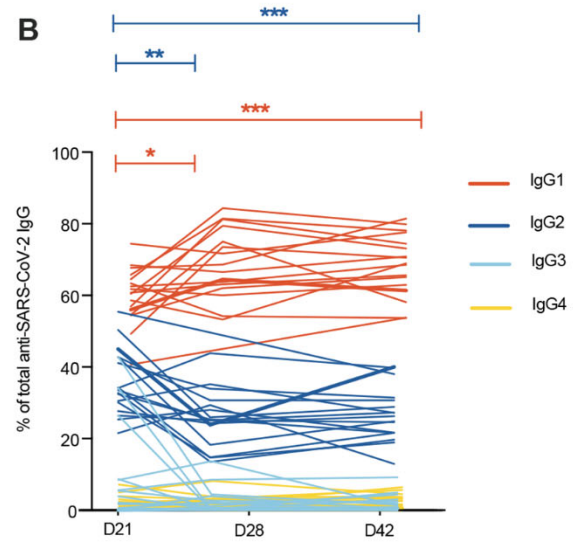 B
***
**
***
*
100
80
60
40
20
0
% of total anti-SARS-CoV-2 IgG
D21
D28
D42
IgG1
IgG2
IgG3
IgG4